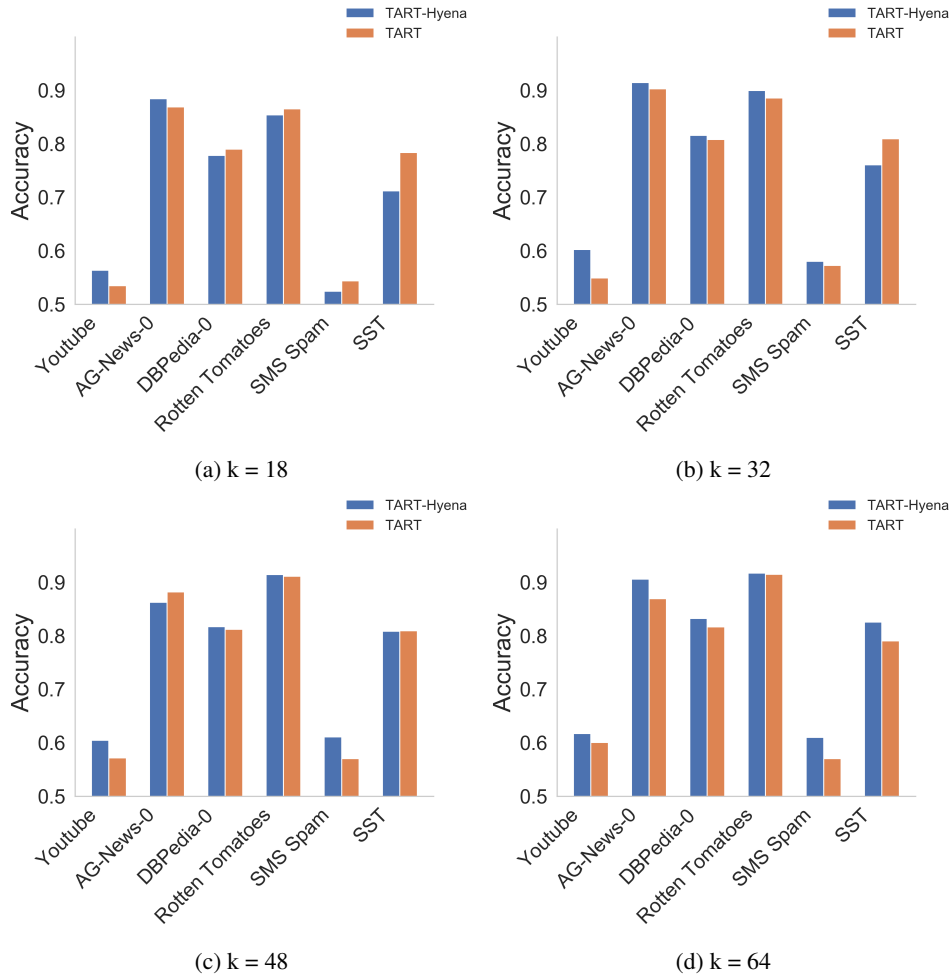 TART-Hyena
TART
Accuracy
0.9
0.8
0.7
0.6
0.5
Youtube
AG-News-0
DBPedia-0
Rotten Tomatoes
SMS Spam
SST
(a) k = 18
TART-Hyena
TART
Accuracy
0.9
0.8
0.7
0.6
0.5
Youtube
AG-News-0
DBPedia-0
Rotten Tomatoes
SMS Spam
SST
(b) k = 32
TART-Hyena
TART
Accuracy
0.9
0.8
0.7
0.6
0.5
Youtube
AG-News-0
DBPedia-0
Rotten Tomatoes
SMS Spam
SST
(c) k = 48
TART-Hyena
TART
Accuracy
0.9
0.8
0.7
0.6
0.5
Youtube
AG-News-0
DBPedia-0
Rotten Tomatoes
SMS Spam
SST
(d) k = 64